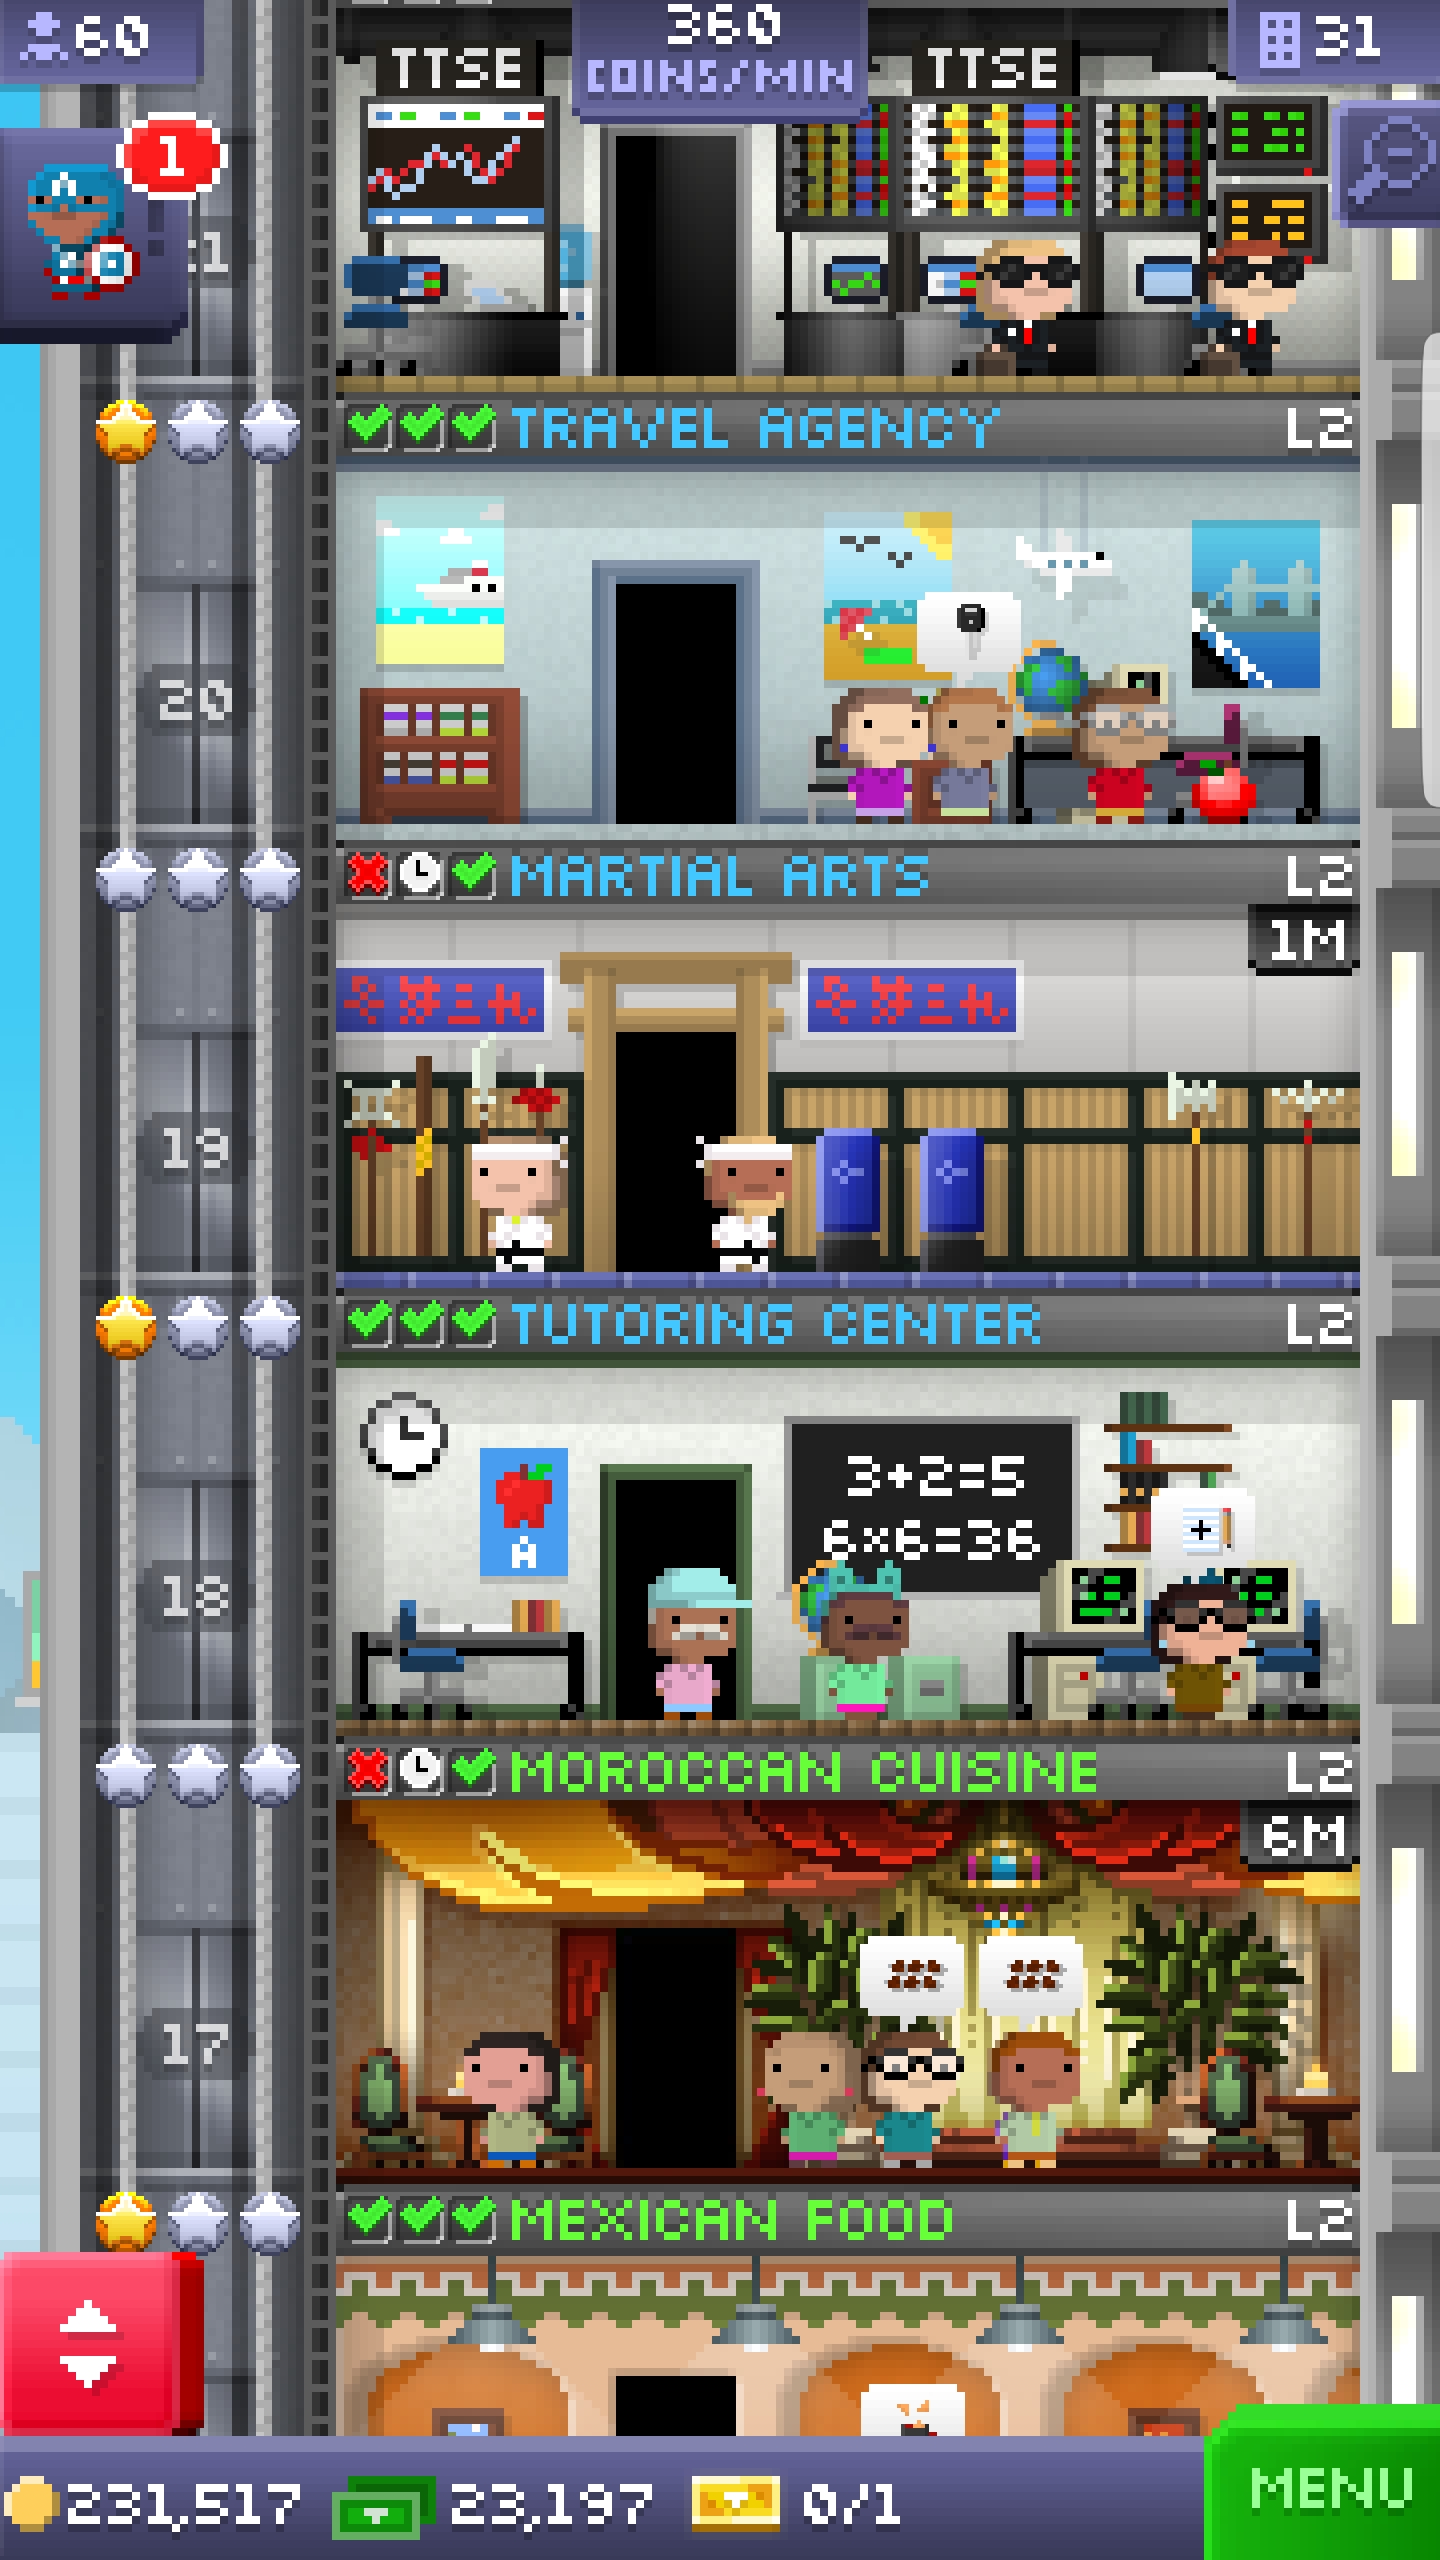 60
360
COINS/MIN
31
TTSE
TTSE
1
A
21
TRAVEL AGENCY
L2
20
MARTIAL ARTS
L2
1M
19
TUTORING CENTER
L2
3+2=5
6×6=36
A
18
MOROCCAN CUISINE
L2
6M
17
MEXICAN FOOD
L2
231,517
23,197
0/1
MENU